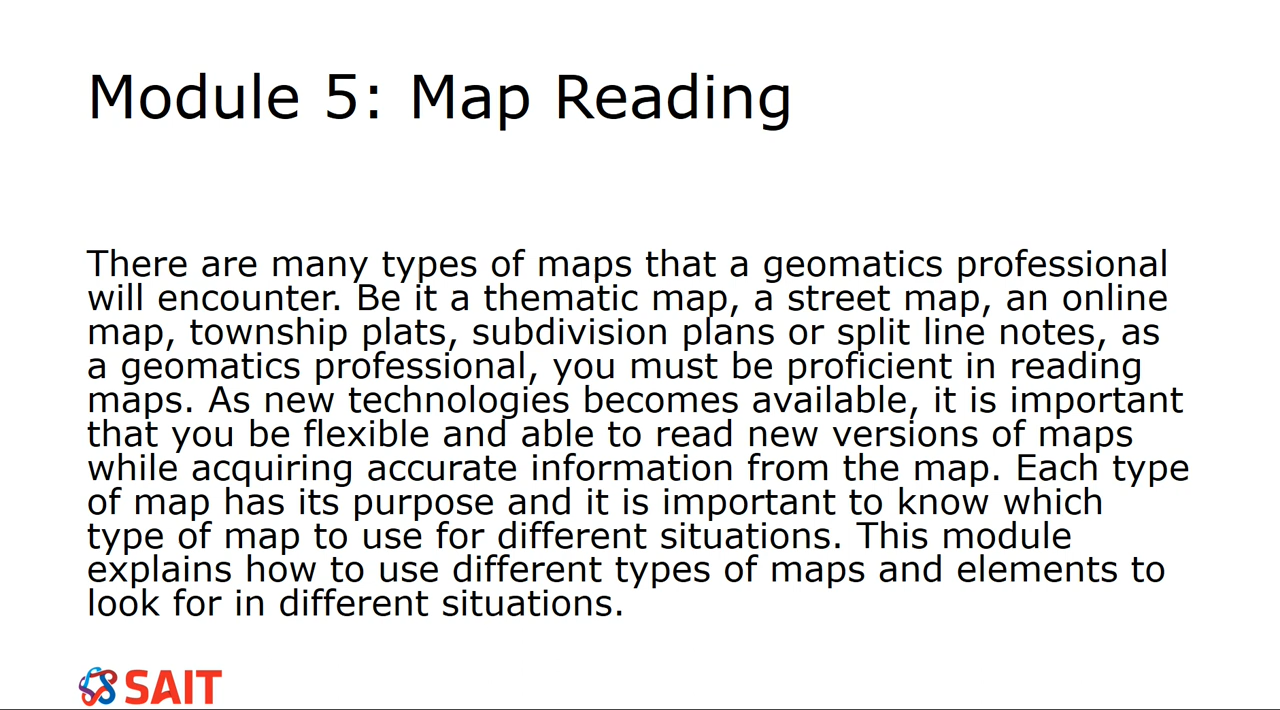 Module 5: Map Reading
There are many types of maps that a geomatics professional
will encounter. Be it a thematic map, a street map, an online
map, township plats, subdivision plans or split line notes, as
a geomatics professional, you must be proficient in reading
maps. As new technologies becomes available, it is important
that you be flexible and able to read new versions of maps
while acquiring accurate information from the map. Each type
of map has its purpose and it is important to know which
type of map to use for different situations. This module
explains how to use different types of maps and elements to
look for in different situations.
SAIT